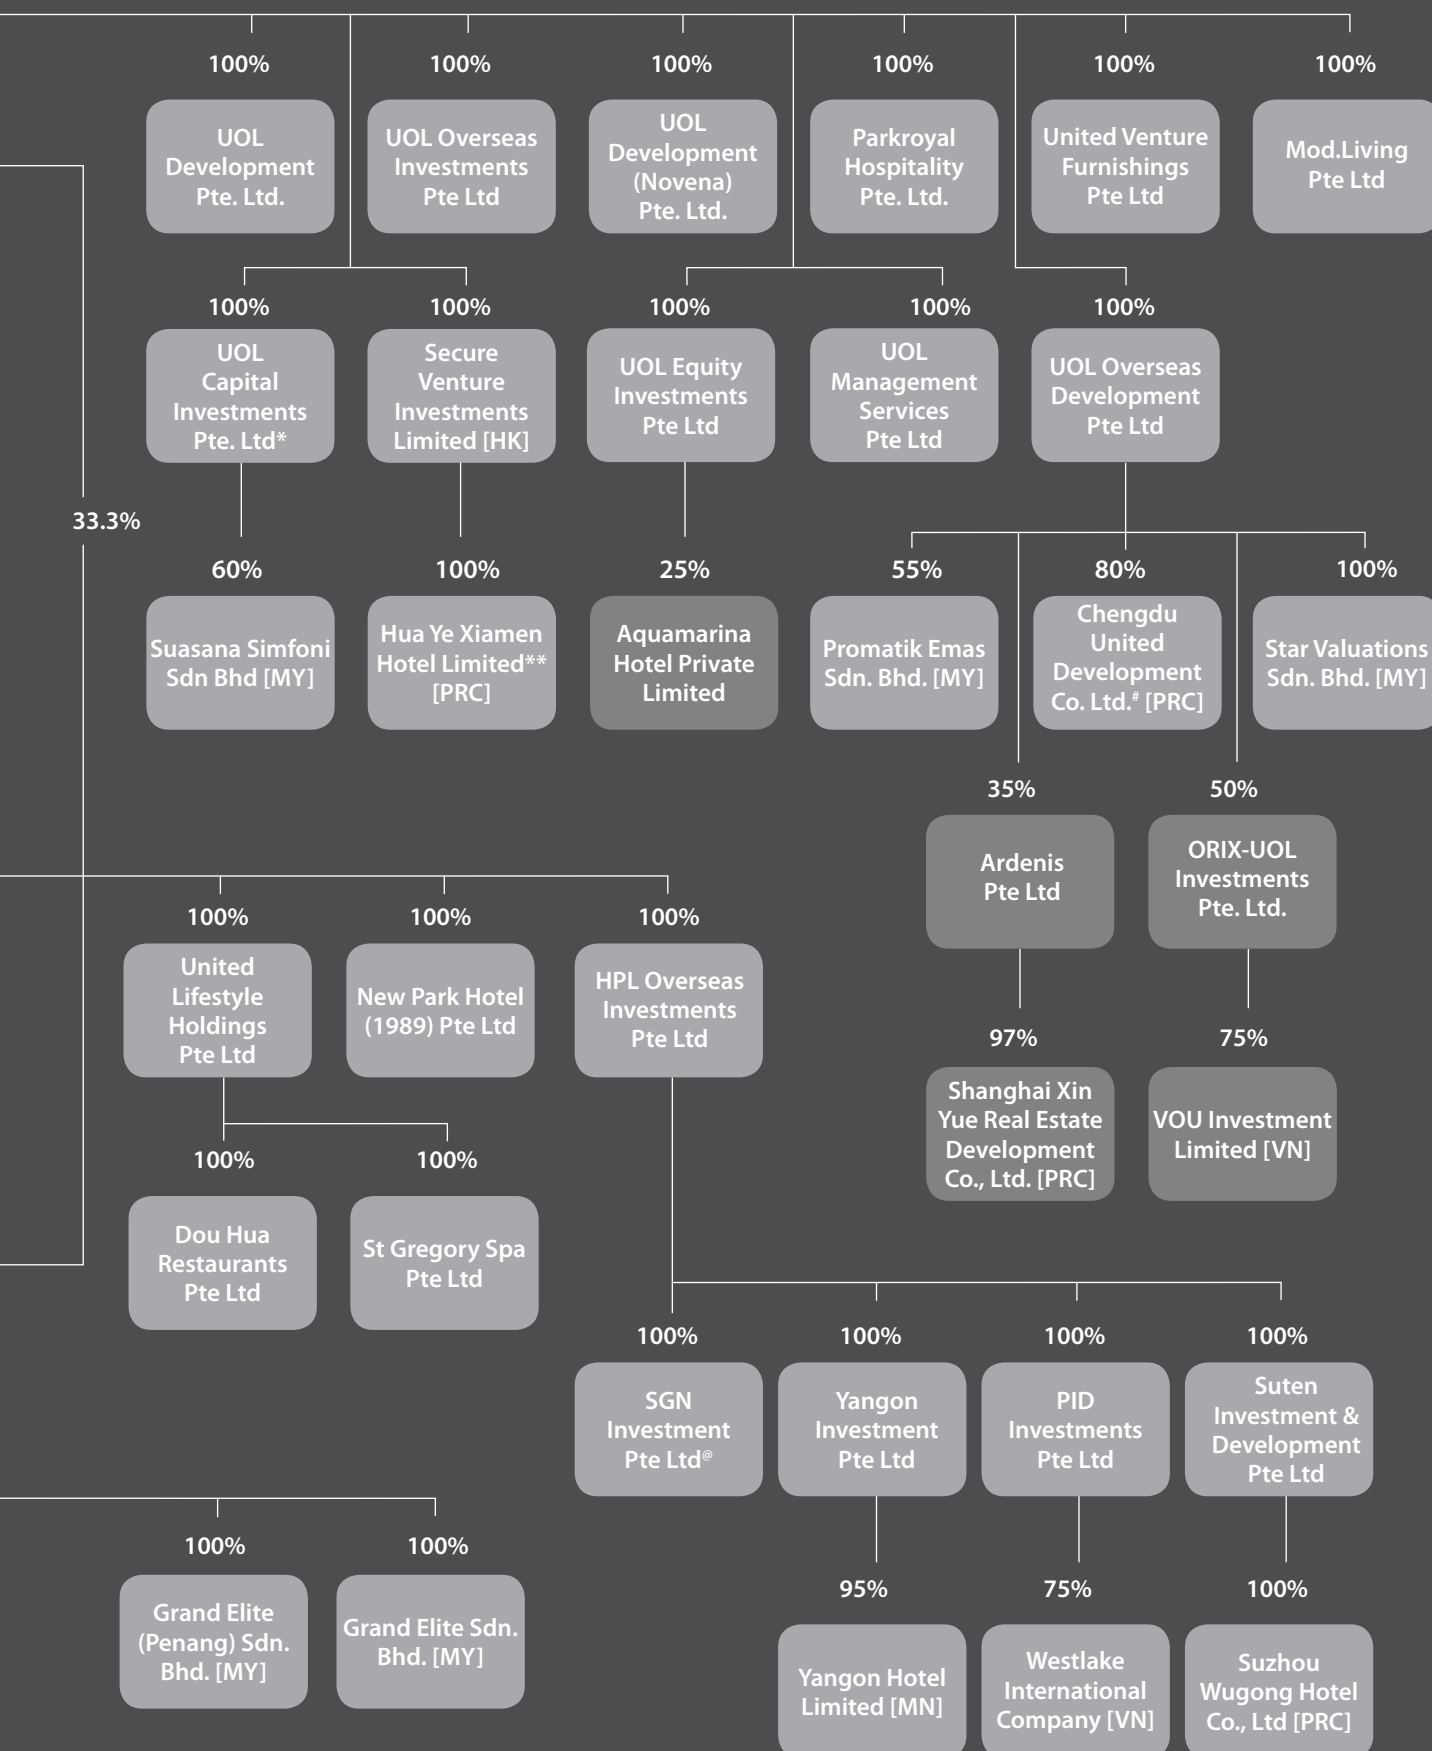 100%
100%
100%
100%
100%
100%
UOL
Development
Pte. Ltd.
UOL Overseas
Investments
Pte Ltd
UOL
Development
(Novena)
Pte. Ltd.
Parkroyal
Hospitality
Pte. Ltd.
United Venture
Furnishings
Pte Ltd
Mod.Living
Pte Ltd
100%
100%
100%
100%
100%
UOL
Capital
Investments
Pte. Ltd*
Secure
Venture
Investments
Limited [HK]
UOL Equity
Investments
Pte Ltd
UOL
Management
Services
Pte Ltd
UOL Overseas
Development
Pte Ltd
33.3%
60%
100%
25%
55%
80%
100%
Suasana Simfoni
Sdn Bhd [MY]
Hua Ye Xiamen
Hotel Limited**
[PRC]
Aquamarina
Hotel Private
Limited
Promatik Emas
Sdn. Bhd. [MY]
Chengdu
United
Development
Co. Ltd.# [PRC]
Star Valuations
Sdn. Bhd. [MY]
35%
50%
Ardenis
Pte Ltd
ORIX-UOL
Investments
Pte. Ltd.
97%
75%
Shanghai Xin
Yue Real Estate
Development
Co., Ltd. [PRC]
VOU Investment
Limited [VN]
100%
100%
100%
United
Lifestyle
Holdings
Pte Ltd
New Park Hotel
(1989) Pte Ltd
HPL Overseas
Investments
Pte Ltd
100%
100%
Dou Hua
Restaurants
Pte Ltd
St Gregory Spa
Pte Ltd
100%
100%
100%
100%
SGN
Investment
Pte Ltd@
Yangon
Investment
Pte Ltd
PID
Investments
Pte Ltd
Suten
Investment &
Development
Pte Ltd
100%
100%
Grand Elite
(Penang) Sdn.
Bhd. [MY]
Grand Elite Sdn.
Bhd. [MY]
95%
75%
100%
Yangon Hotel
Limited [MN]
Westlake
International
Company [VN]
Suzhou
Wugong Hotel
Co., Ltd [PRC]